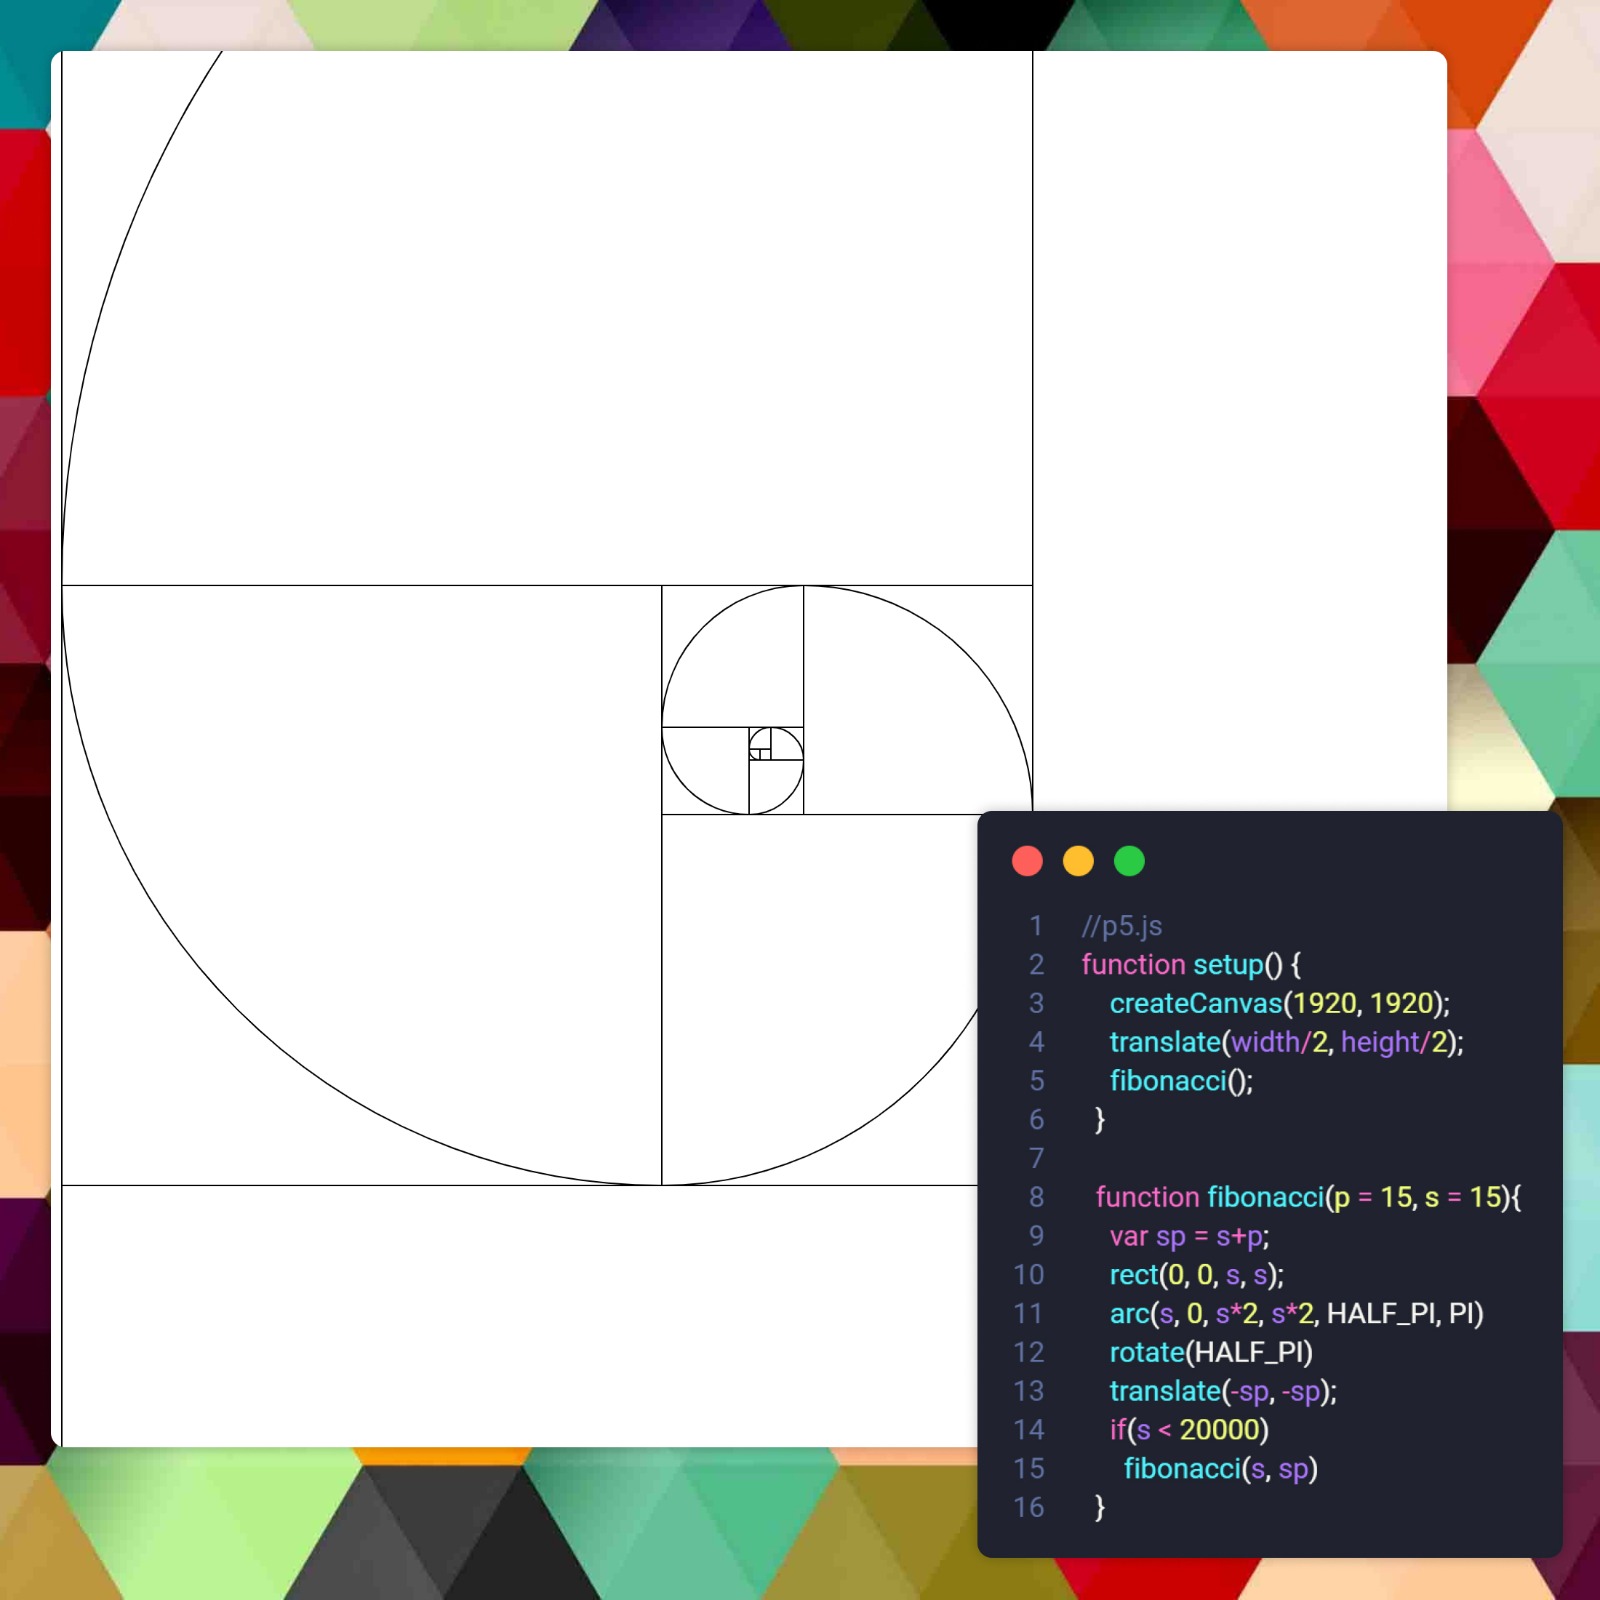 1 //p5.js
2 function setup() {
3 createCanvas(1920, 1920);
4 translate(width/2, height/2);
5 fibonacci();
6 }
7
8 function fibonacci(p = 15, s = 15){
9 var sp = s+p;
10 rect(0, 0, s, s);
11 arc(s, 0, s*2, s*2, HALF_PI, PI)
12 rotate(HALF_PI)
13 translate(-sp, -sp);
14 if(s < 20000)
15 fibonacci(s, sp)
16 }